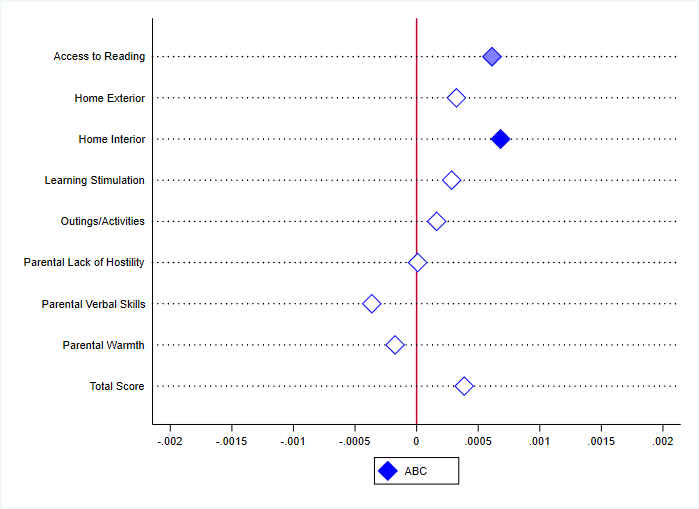 Access to Reading
Home Exterior
Home Interior
Learning Stimulation
Outings/Activities
Parental Lack of Hostility
Parental Verbal Skills
Parental Warmth
Total Score
-.002 -.0015 -.001 -.0005 0 .0005 .001 .0015 .002
ABC